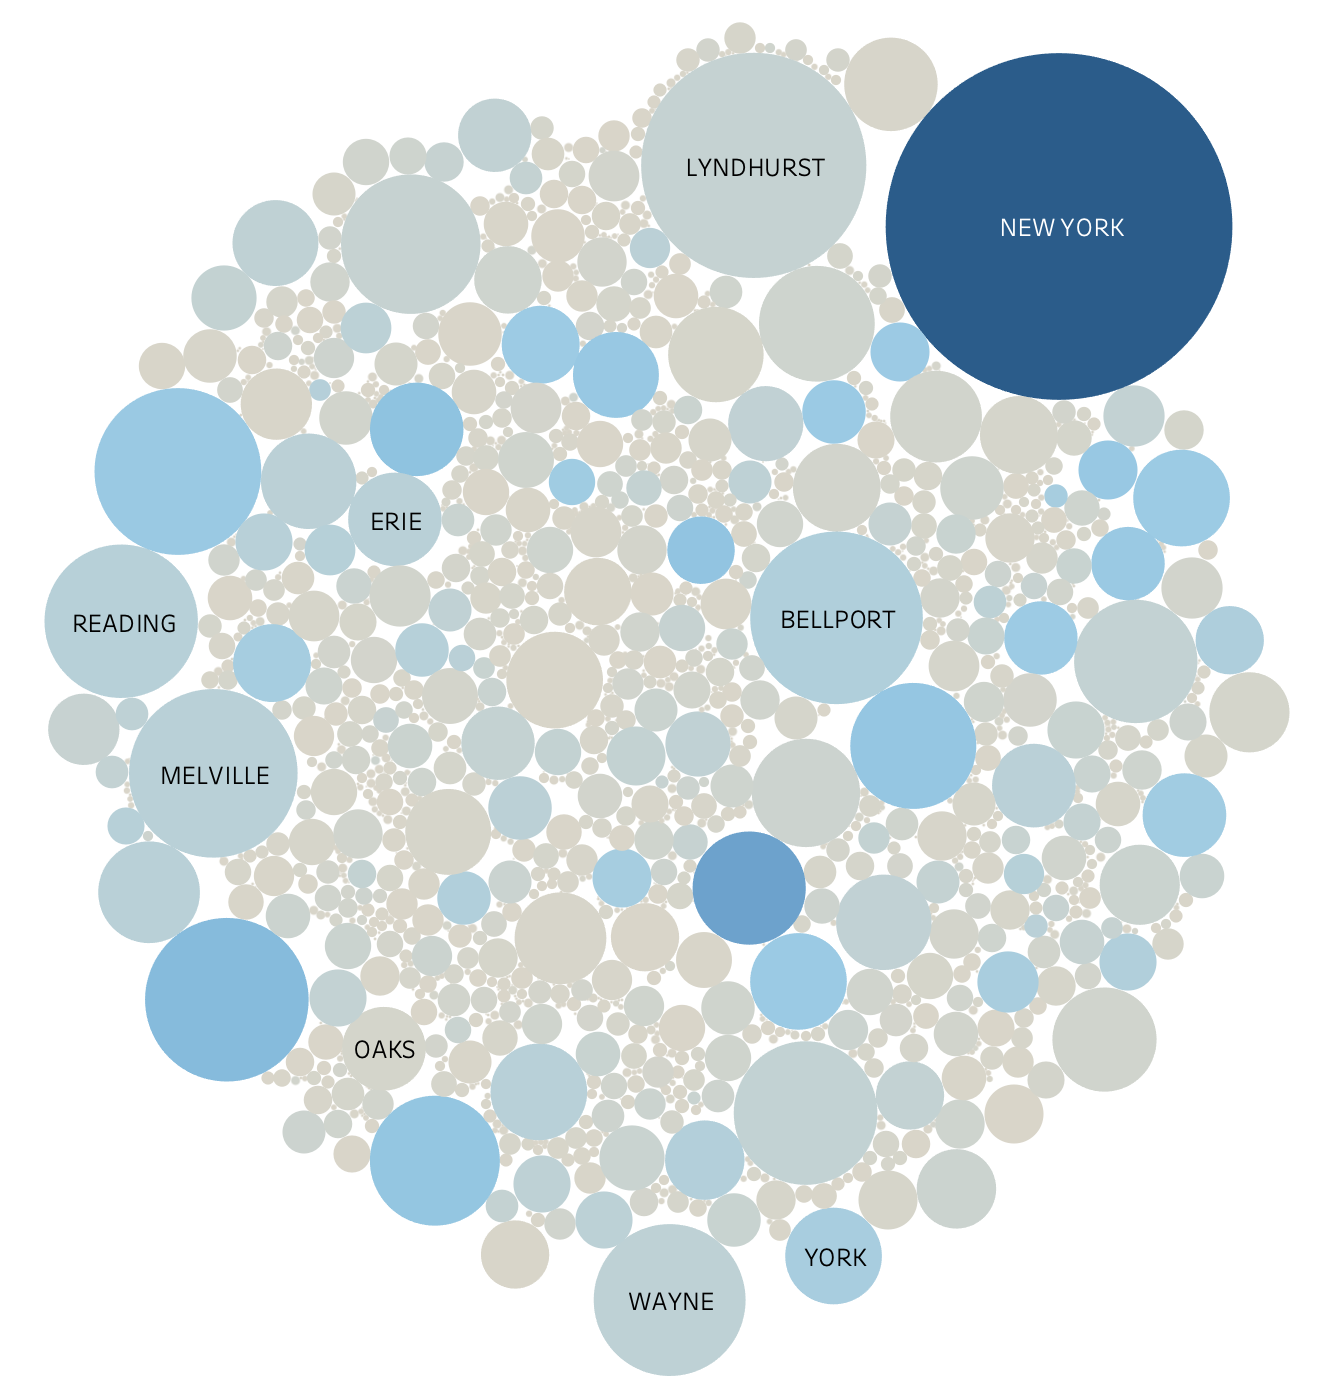 LYNDHURST
NEW YORK
ERIE
READING
BELLPORT
MELVILLE
OAKS
YORK
WAYNE